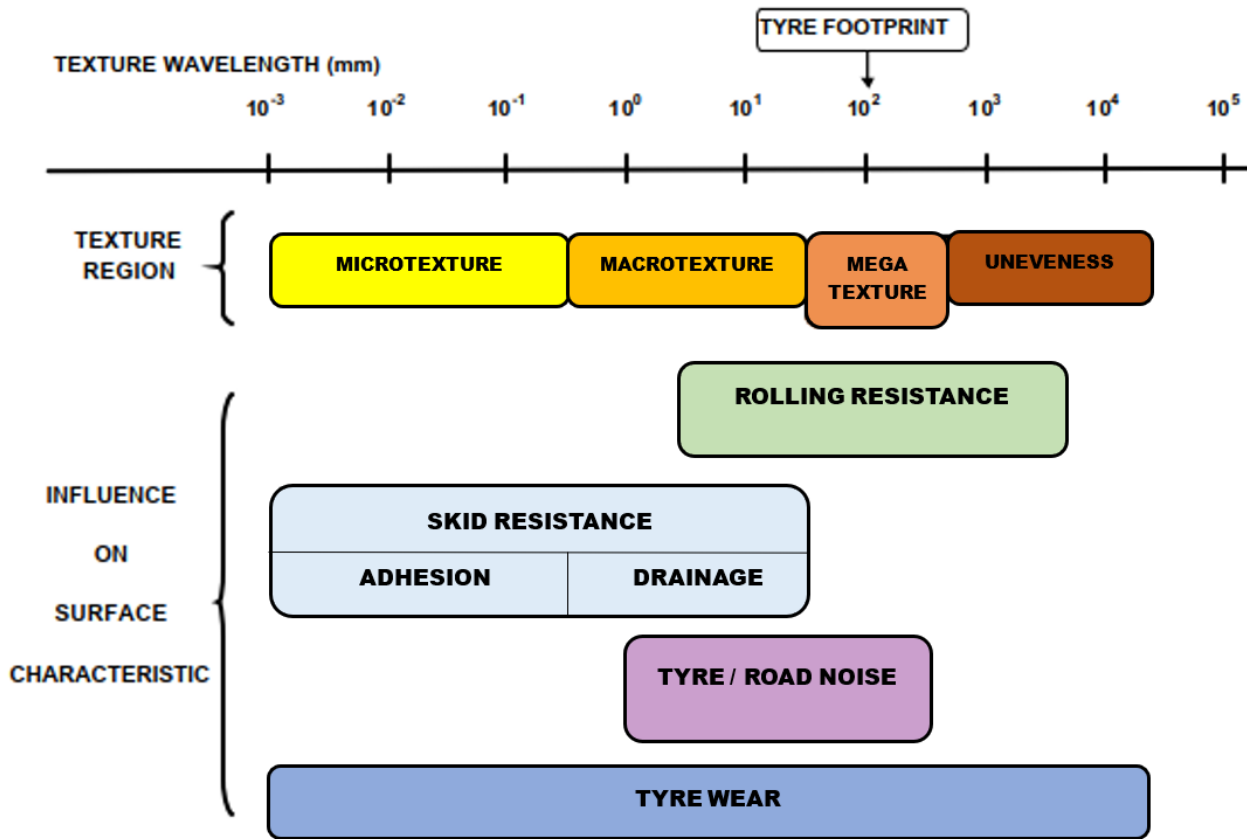 TYRE FOOTPRINT
TEXTURE WAVELENGTH (mm)
10⁻³ 10⁻² 10⁻¹ 10⁰ 10¹ 10² 10³ 10⁴ 10⁵
TEXTURE
REGION
MICROTEXTURE
MACROTEXTURE
MEGA
TEXTURE
UNEVENESS
ROLLING RESISTANCE
INFLUENCE
ON
SURFACE
CHARACTERISTIC
SKID RESISTANCE
ADHESION
DRAINAGE
TYRE / ROAD NOISE
TYRE WEAR